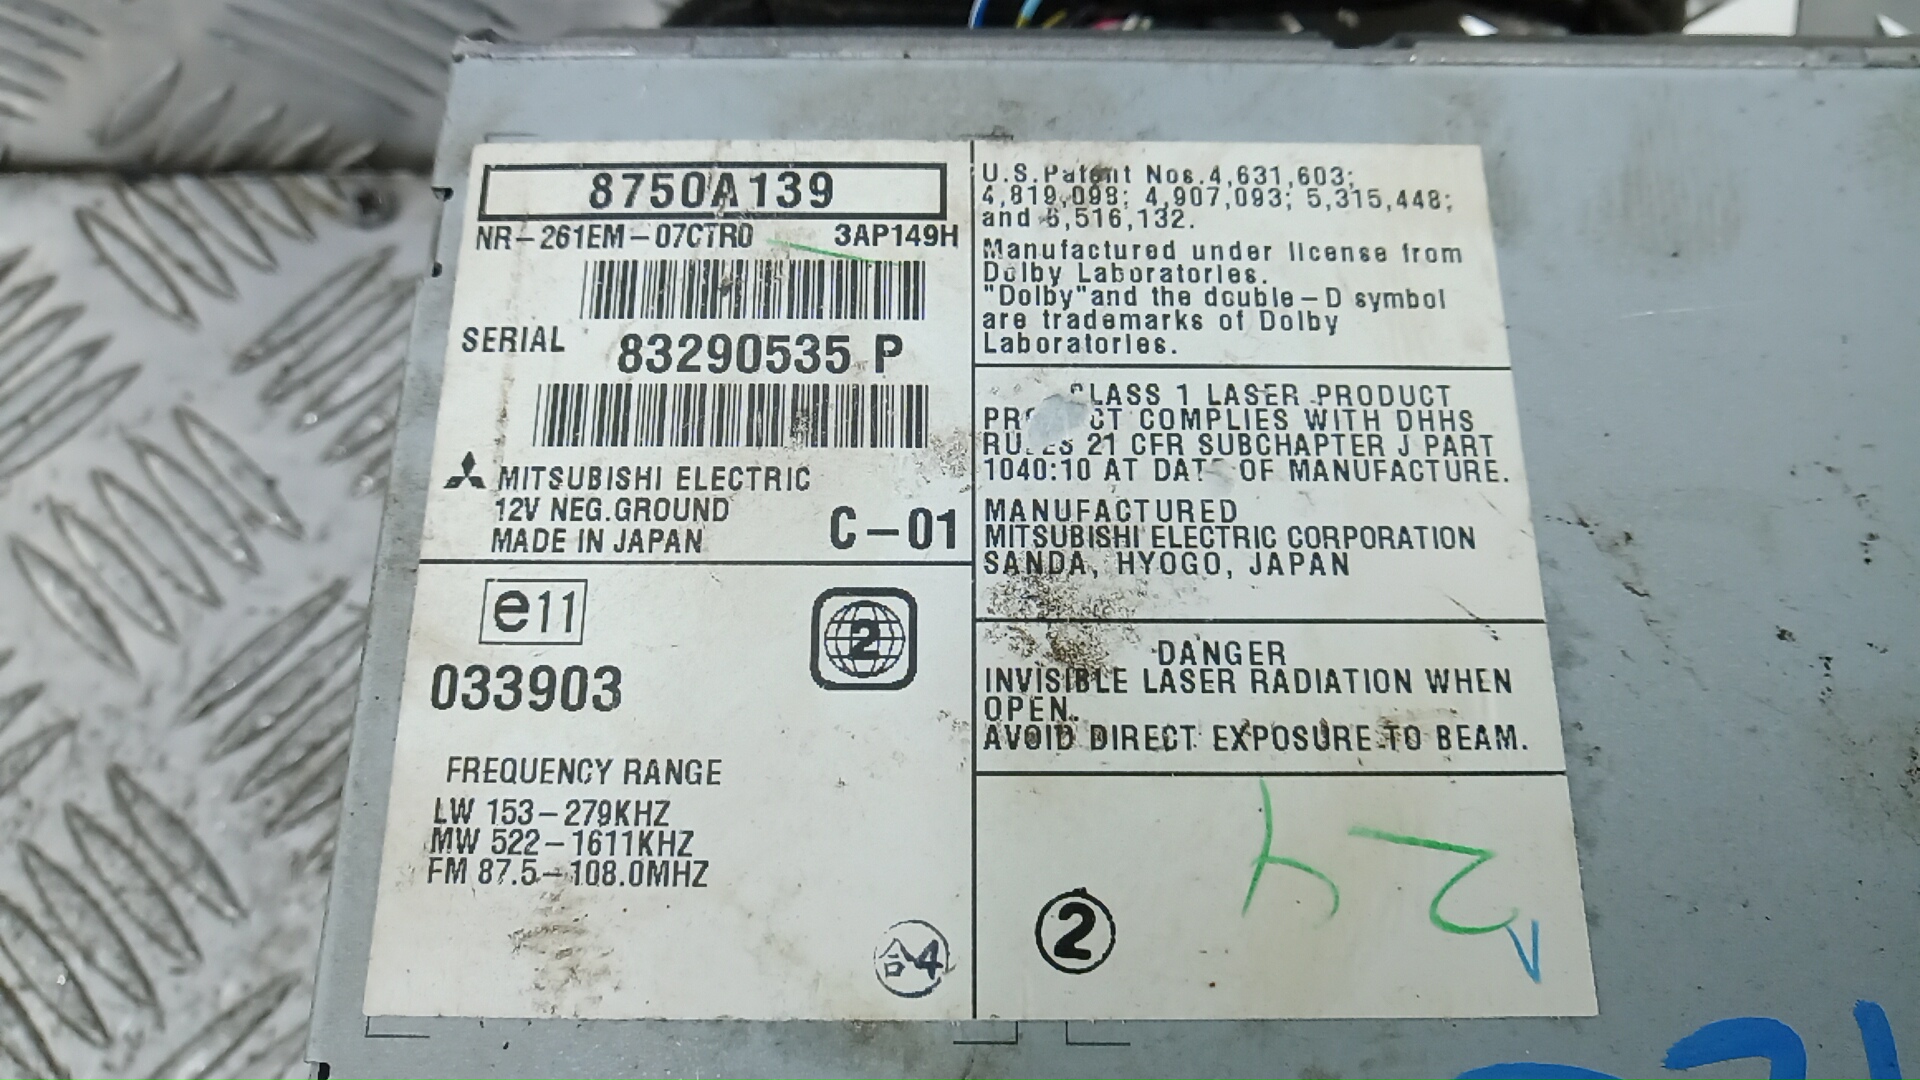 8750A139
NR-261EM-07CTR0 3AP149H
SERIAL 83290535 P
MITSUBISHI ELECTRIC
12V NEG.GROUND
MADE IN JAPAN
C-01
e11
2
033903
FREQUENCY RANGE
LW 153-279KHZ
MW 522-1611KHZ
FM 87.5-108.0MHZ
合4
U.S.Patent Nos.4,631,603;
4,819,098; 4,907,093; 5,315,448;
and 6,516,132.
Manufactured under license from
Dolby Laboratories.
"Dolby"and the double-D symbol
are trademarks of Dolby
Laboratories.
CLASS 1 LASER PRODUCT
PRODUCT COMPLIES WITH DHHS
RULES 21 CFR SUBCHAPTER J PART
1040:10 AT DATE OF MANUFACTURE.
MANUFACTURED
MITSUBISHI ELECTRIC CORPORATION
SANDA, HYOGO, JAPAN
DANGER
INVISIBLE LASER RADIATION WHEN
OPEN.
AVOID DIRECT EXPOSURE TO BEAM.
2
24